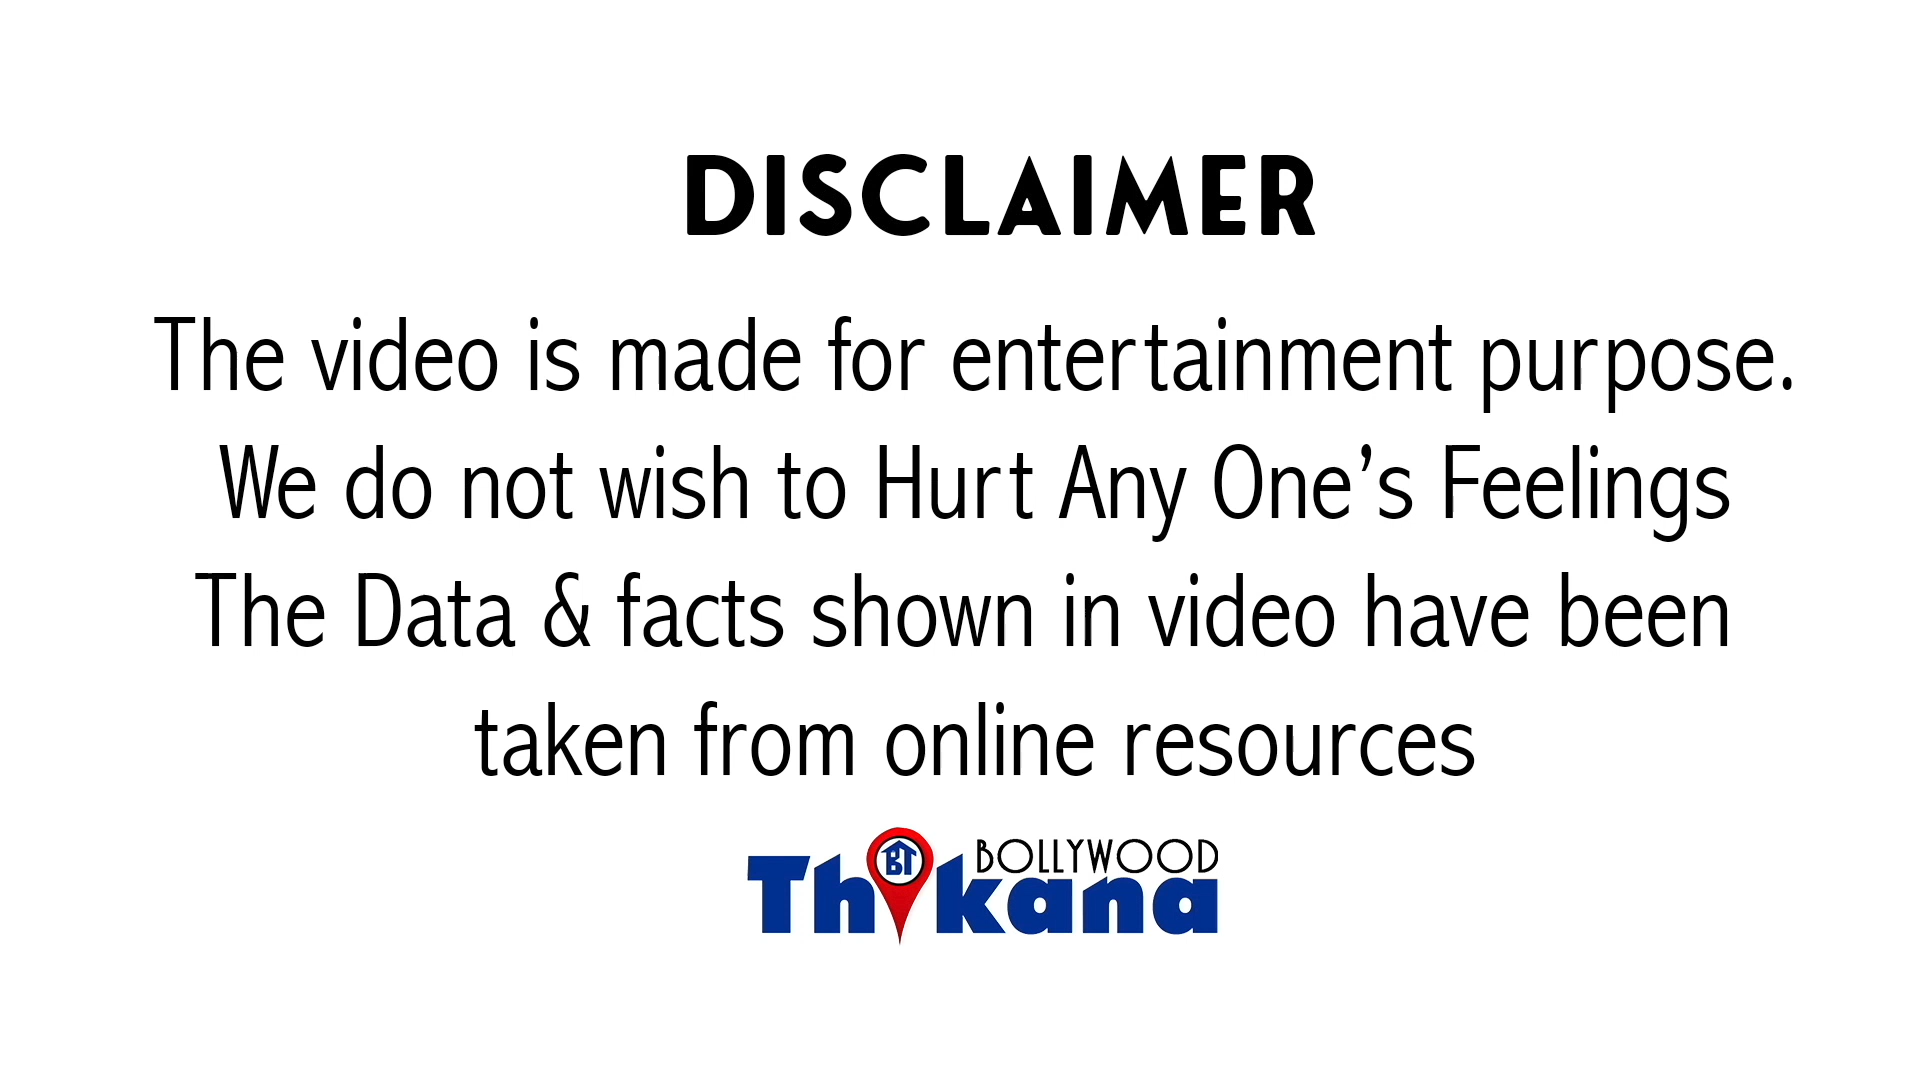 DISCLAIMER
The video is made for entertainment purpose.
We do not wish to Hurt Any One’s Feelings
The Data & facts shown in video have been
taken from online resources
BT BOLLYWOOD
Thikana